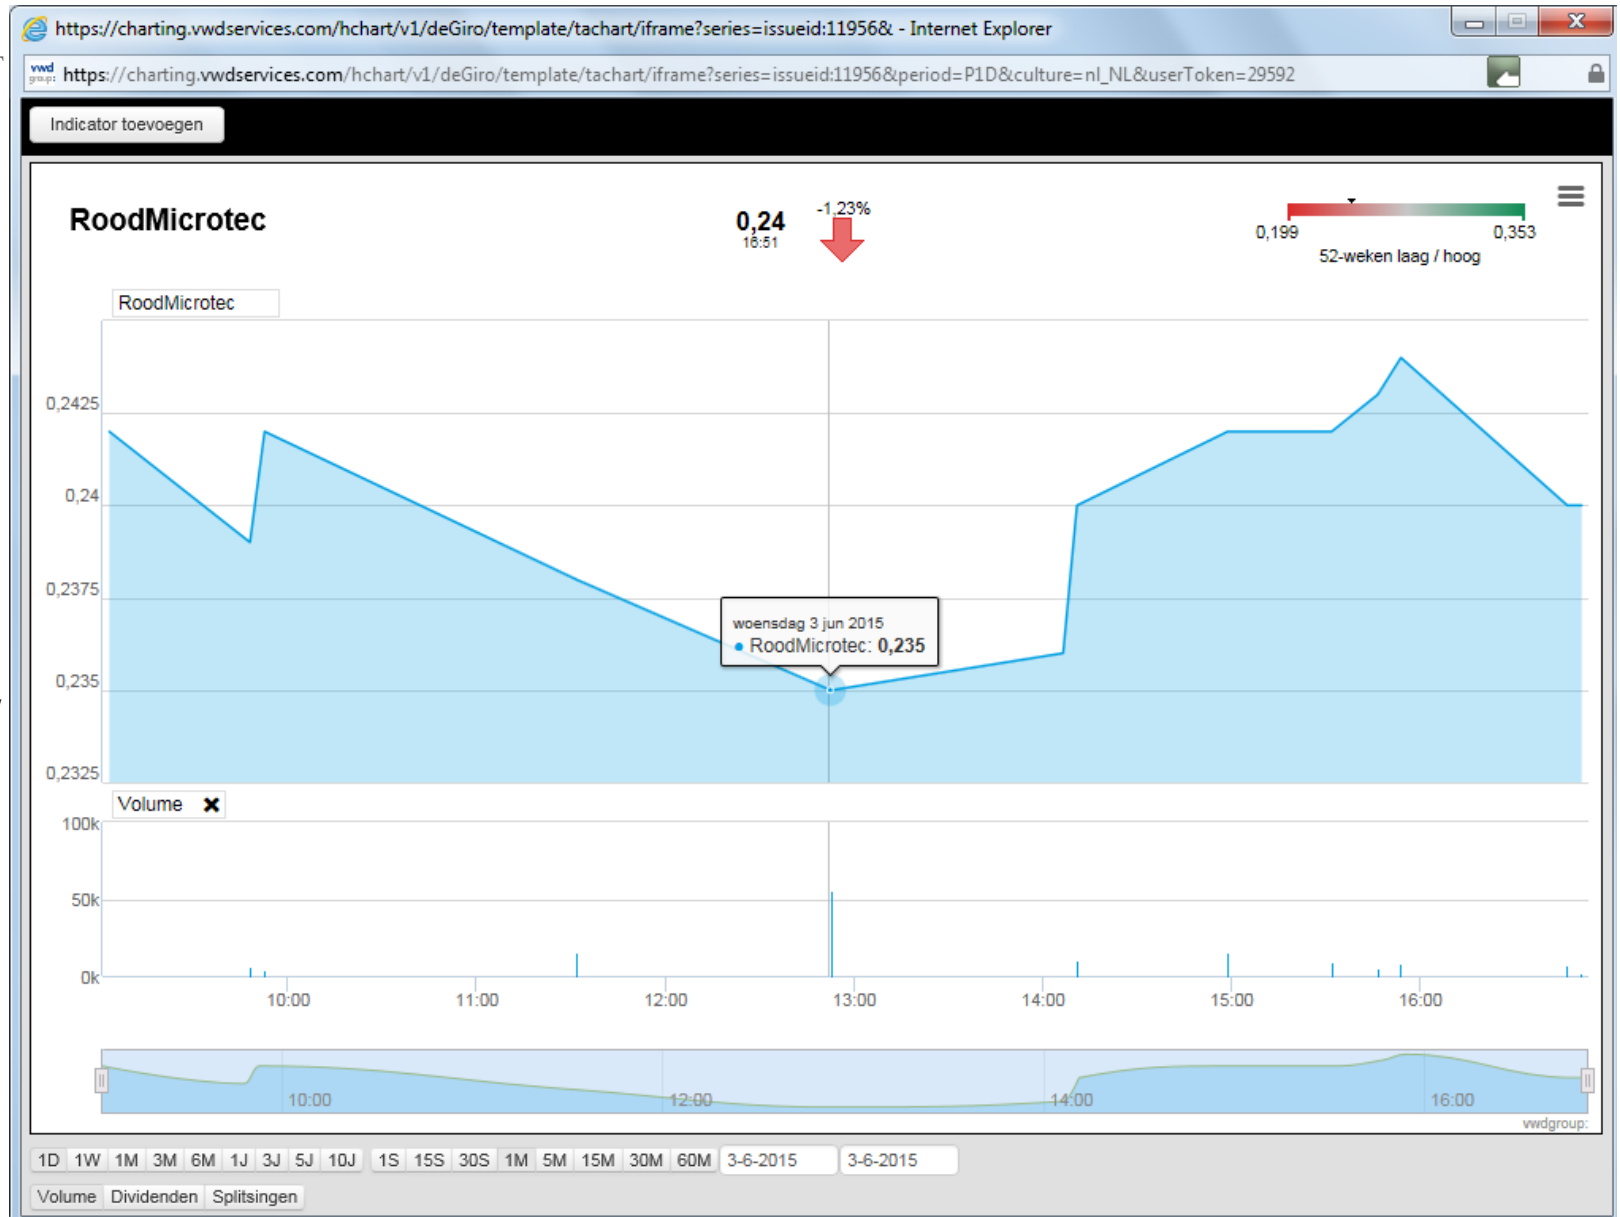 https://charting.vwdservices.com/hchart/v1/deGiro/template/tachart/iframe?series=issueid:11956& - Internet Explorer
vwd group: https://charting.vwdservices.com/hchart/v1/deGiro/template/tachart/iframe?series=issueid:11956&period=P1D&culture=nl_NL&userToken=29592
Indicator toevoegen
RoodMicrotec
0,24
16:51
-1,23%
0,199
0,353
52-weken laag / hoog
RoodMicrotec
0,2425
0,24
0,2375
0,235
0,2325
woensdag 3 jun 2015
RoodMicrotec: 0,235
Volume
100k
50k
0k
10:00 11:00 12:00 13:00 14:00 15:00 16:00
10:00 12:00 14:00 16:00
vwdgroup:
1D 1W 1M 3M 6M 1J 3J 5J 10J 1S 15S 30S 1M 5M 15M 30M 60M 3-6-2015 3-6-2015
Volume Dividenden Splitsingen